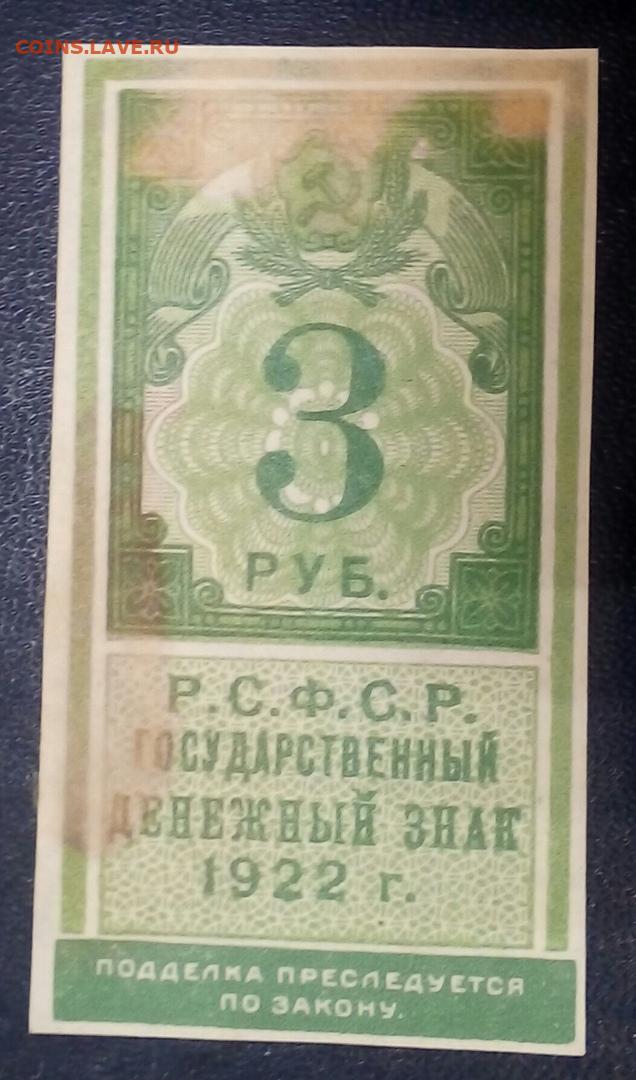 COINS.LAVE.RU
3
РУБ.
Р.С.Ф.С.Р.
ГОСУДАРСТВЕННЫЙ
ДЕНЕЖНЫЙ ЗНАК
1922 г.
ПОДДЕЛКА ПРЕСЛЕДУЕТСЯ
ПО ЗАКОНУ.